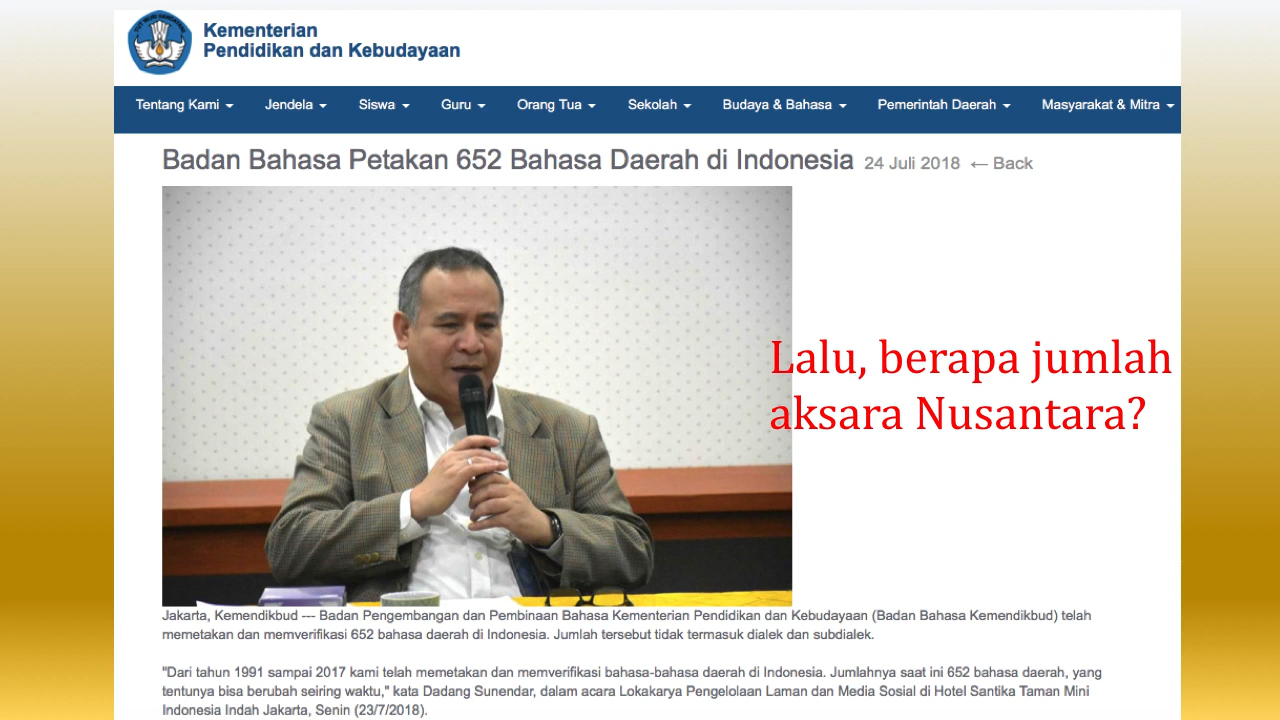 Kementerian
Pendidikan dan Kebudayaan
Tentang Kami Jendela Siswa Guru Orang Tua Sekolah Budaya & Bahasa Pemerintah Daerah Masyarakat & Mitra
Badan Bahasa Petakan 652 Bahasa Daerah di Indonesia 24 Juli 2018 ← Back
Lalu, berapa jumlah
aksara Nusantara?
Jakarta, Kemendikbud --- Badan Pengembangan dan Pembinaan Bahasa Kementerian Pendidikan dan Kebudayaan (Badan Bahasa Kemendikbud) telah
memetakan dan memverifikasi 652 bahasa daerah di Indonesia. Jumlah tersebut tidak termasuk dialek dan subdialek.
"Dari tahun 1991 sampai 2017 kami telah memetakan dan memverifikasi bahasa-bahasa daerah di Indonesia. Jumlahnya saat ini 652 bahasa daerah, yang
tentunya bisa berubah seiring waktu," kata Dadang Sunendar, dalam acara Lokakarya Pengelolaan Laman dan Media Sosial di Hotel Santika Taman Mini
Indonesia Indah Jakarta, Senin (23/7/2018).